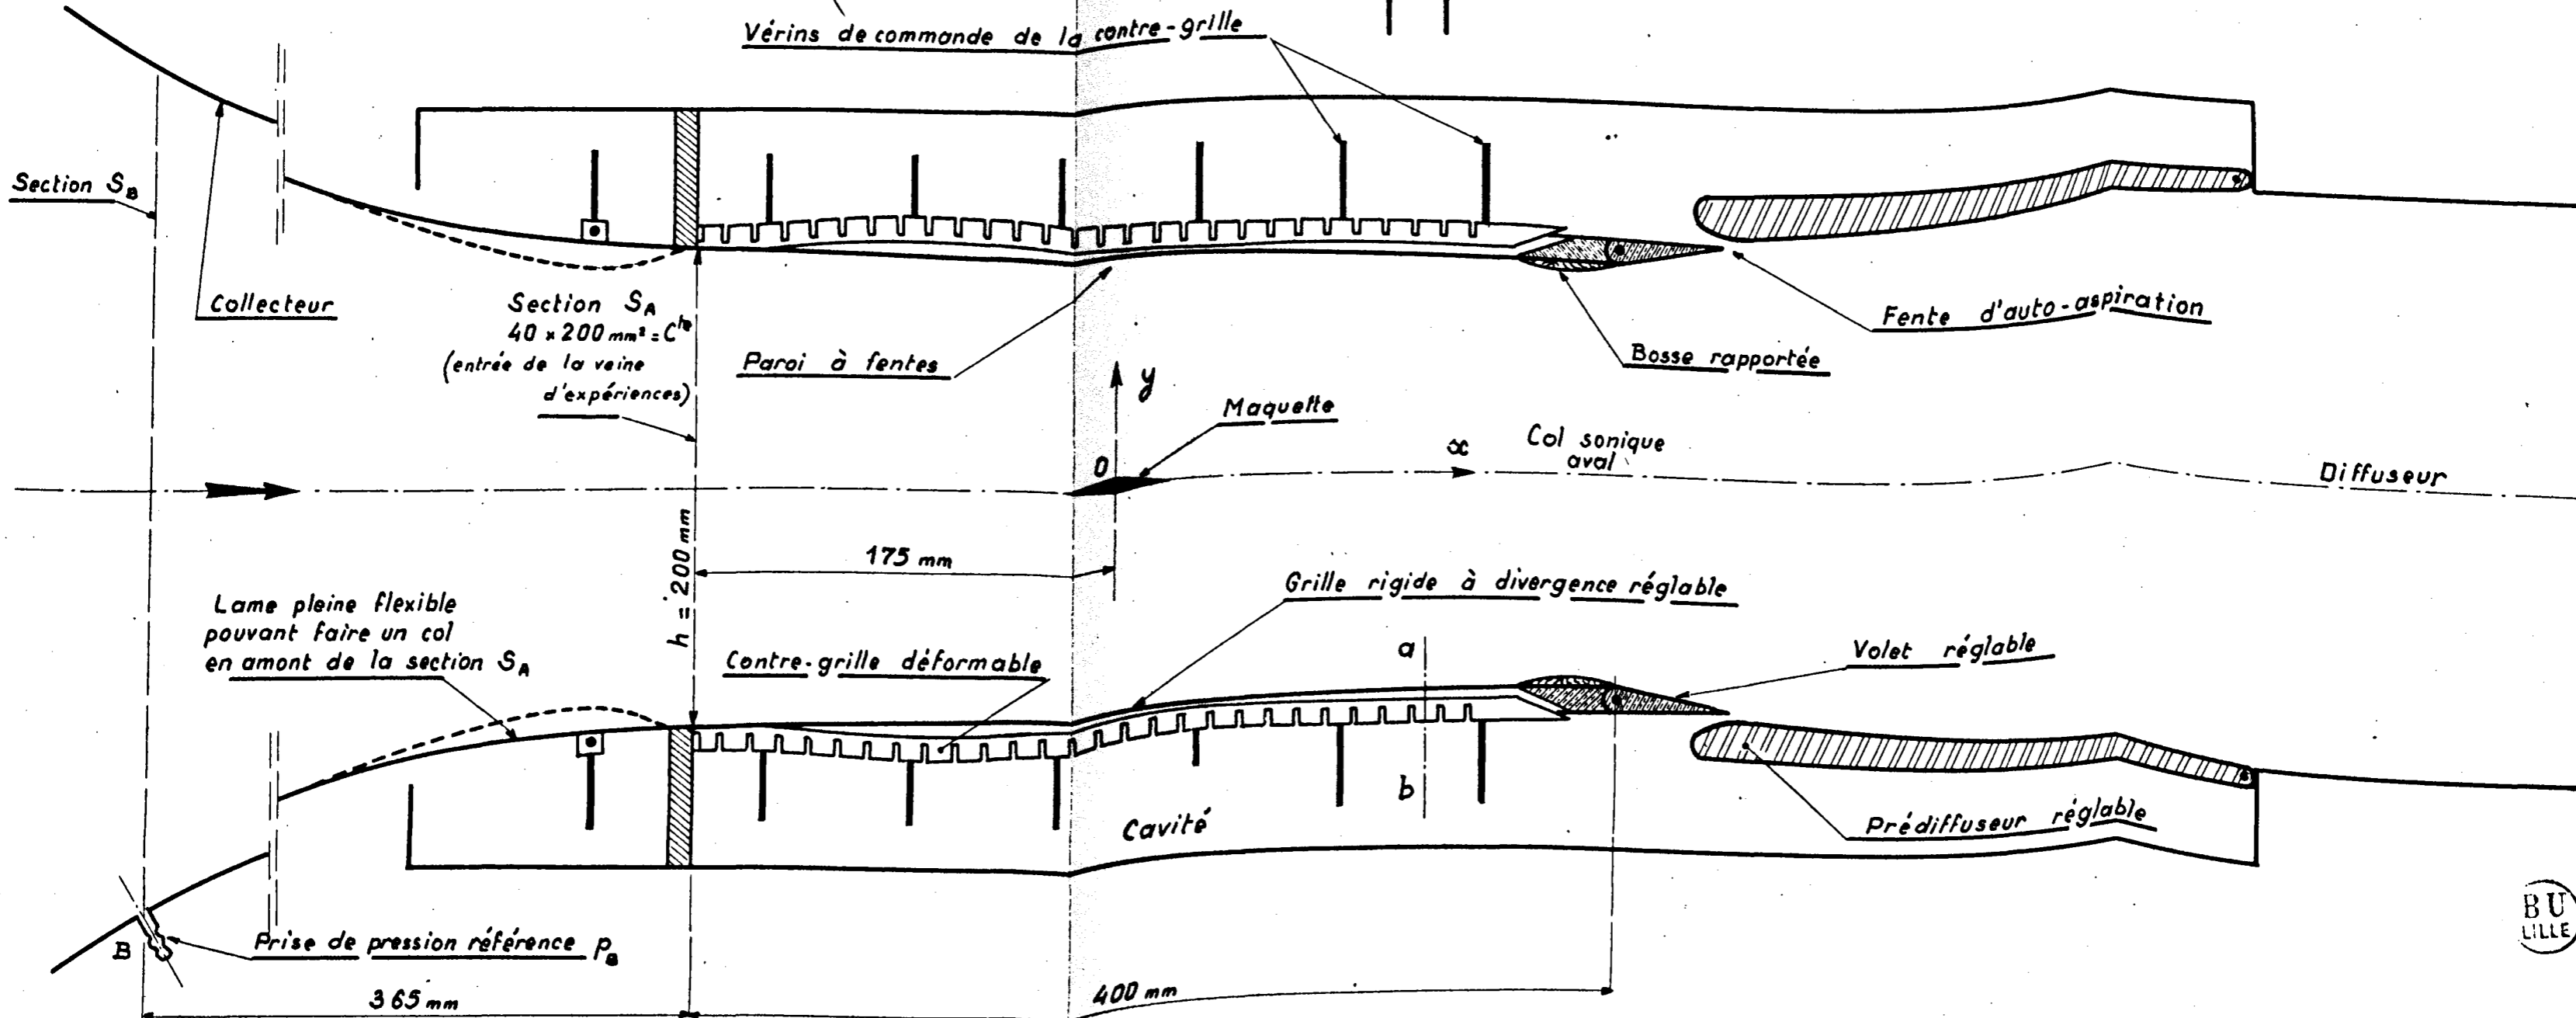 Vérins de commande de la contre-grille
Section S_B
Collecteur
Section S_A
40 x 200 mm² = C^te
(entrée de la veine
d'expériences)
Paroi à fentes
Fente d'auto-aspiration
Bosse rapportée
y
Maquette
O
x
Col sonique
aval
Diffuseur
h = 200 mm
175 mm
Grille rigide à divergence réglable
Lame pleine flexible
pouvant faire un col
en amont de la section S_A
Contre-grille déformable
a
Volet réglable
b
Cavité
Prédiffuseur réglable
B
Prise de pression référence p_B
365 mm
400 mm
BU
LILLE